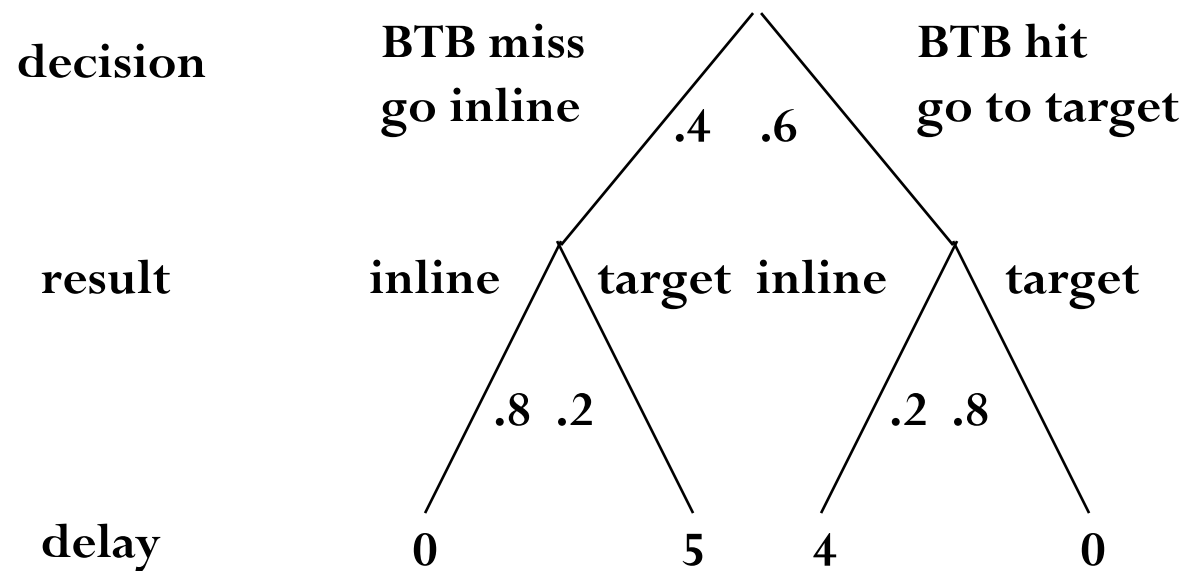 decision
BTB miss
go inline
.4 .6
BTB hit
go to target
result
inline target inline target
.8 .2 .2 .8
delay
0 5 4 0